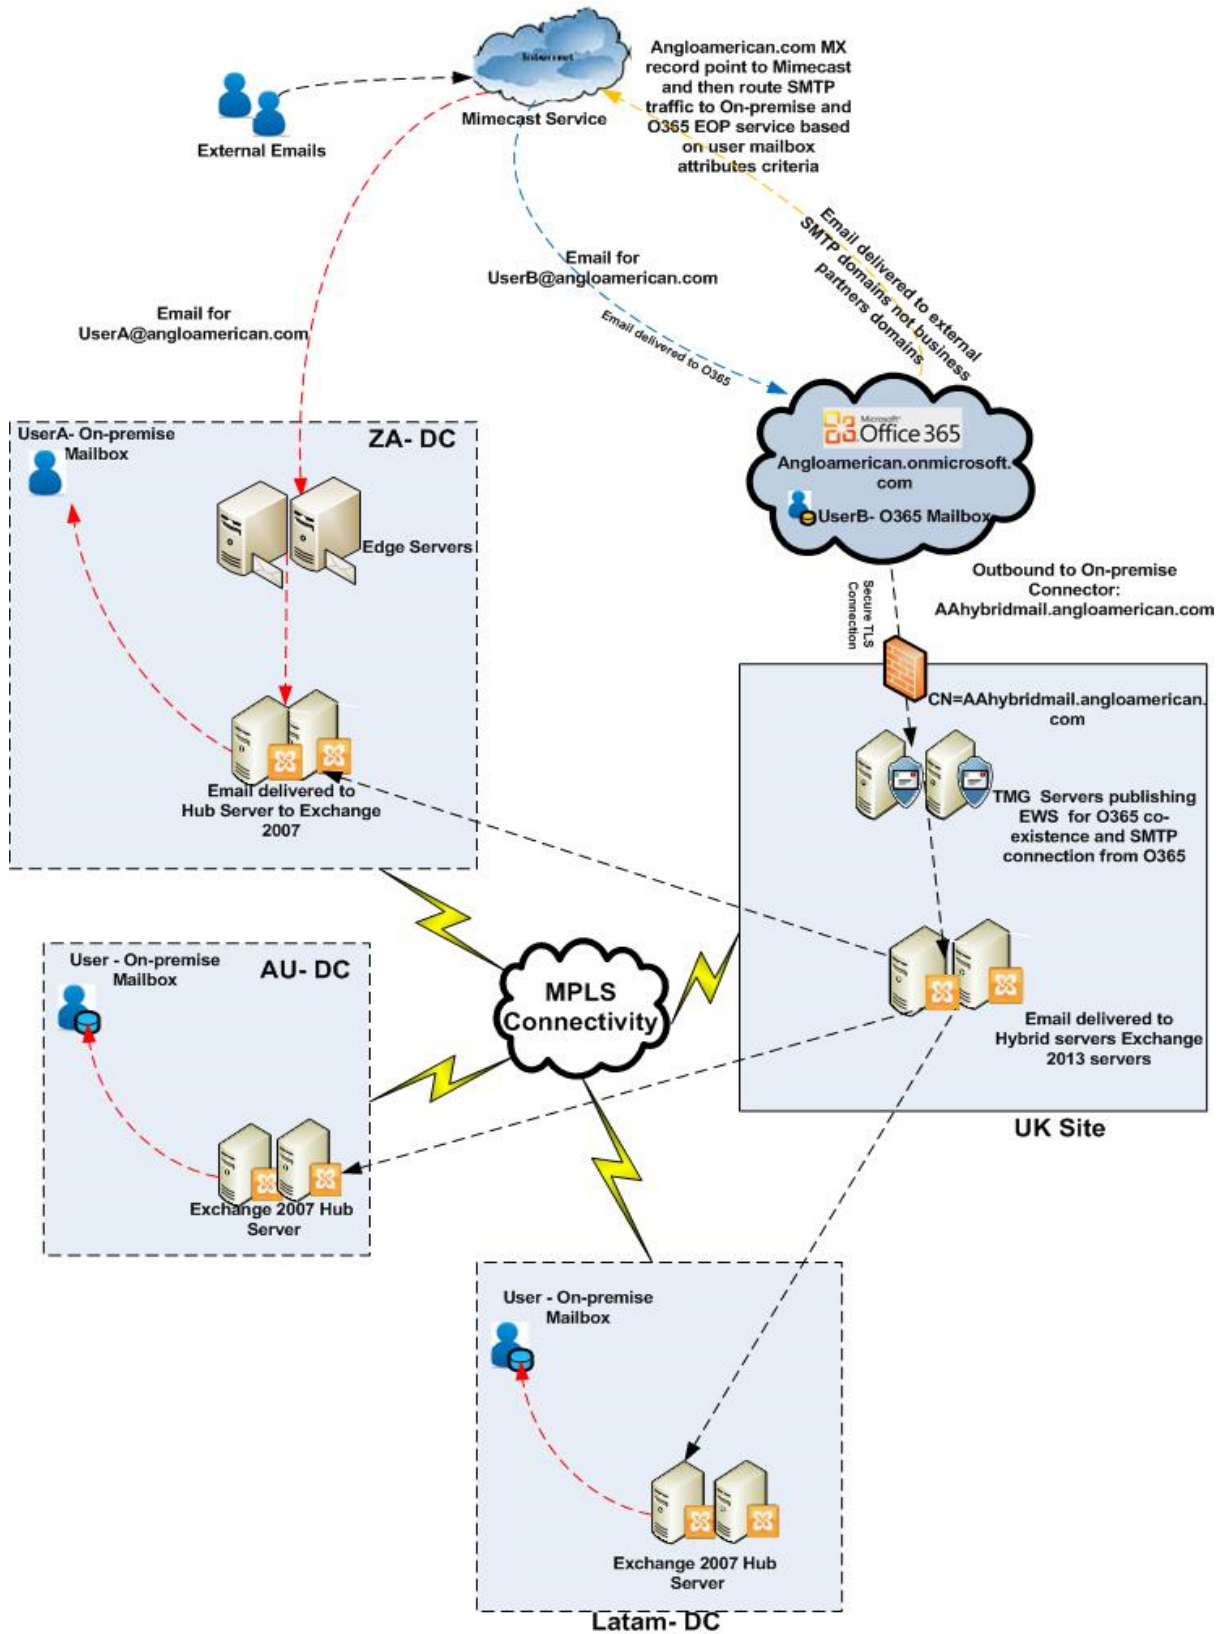 Internet
Mimecast Service
External Emails
Angloamerican.com MX
record point to Mimecast
and then route SMTP
traffic to On-premise and
O365 EOP service based
on user mailbox
attributes criteria
Email for
UserB@angloamerican.com
Email for
UserA@angloamerican.com
Email delivered to O365
Email delivered to external
SMTP domains not business
partners domains
Microsoft
Office 365
Angloamerican.onmicrosoft.
com
UserB- O365 Mailbox
UserA- On-premise
Mailbox
ZA- DC
Edge Servers
Email delivered to
Hub Server to Exchange
2007
Secure TLS
Connection
Outbound to On-premise
Connector:
AAhybridmail.angloamerican.com
CN=AAhybridmail.angloamerican.
com
TMG Servers publishing
EWS for O365 co-
existence and SMTP
connection from O365
Email delivered to
Hybrid servers Exchange
2013 servers
UK Site
MPLS
Connectivity
User - On-premise
Mailbox
AU- DC
Exchange 2007 Hub
Server
User - On-premise
Mailbox
Exchange 2007 Hub
Server
Latam- DC